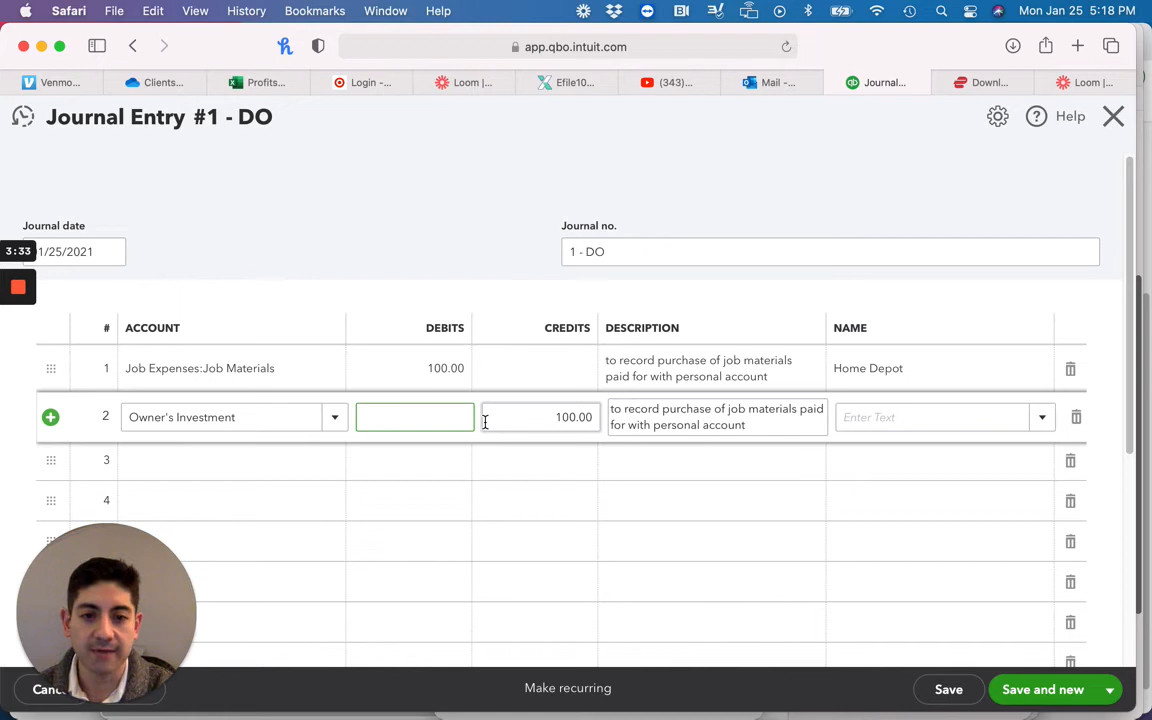 Safari File Edit View History Bookmarks Window Help Mon Jan 25 5:18 PM
app.qbo.intuit.com
Venmo... Clients... Profits... Login -... Loom |... Efile10... (343)... Mail -... Journal... Downl... Loom |...
Journal Entry #1 - DO Help
Journal date Journal no.
3:33 1/25/2021 1 - DO
# ACCOUNT DEBITS CREDITS DESCRIPTION NAME
1 Job Expenses:Job Materials 100.00 to record purchase of job materials Home Depot
paid for with personal account
2 Owner's Investment 100.00 to record purchase of job materials paid Enter Text
for with personal account
3
4
Make recurring Save Save and new